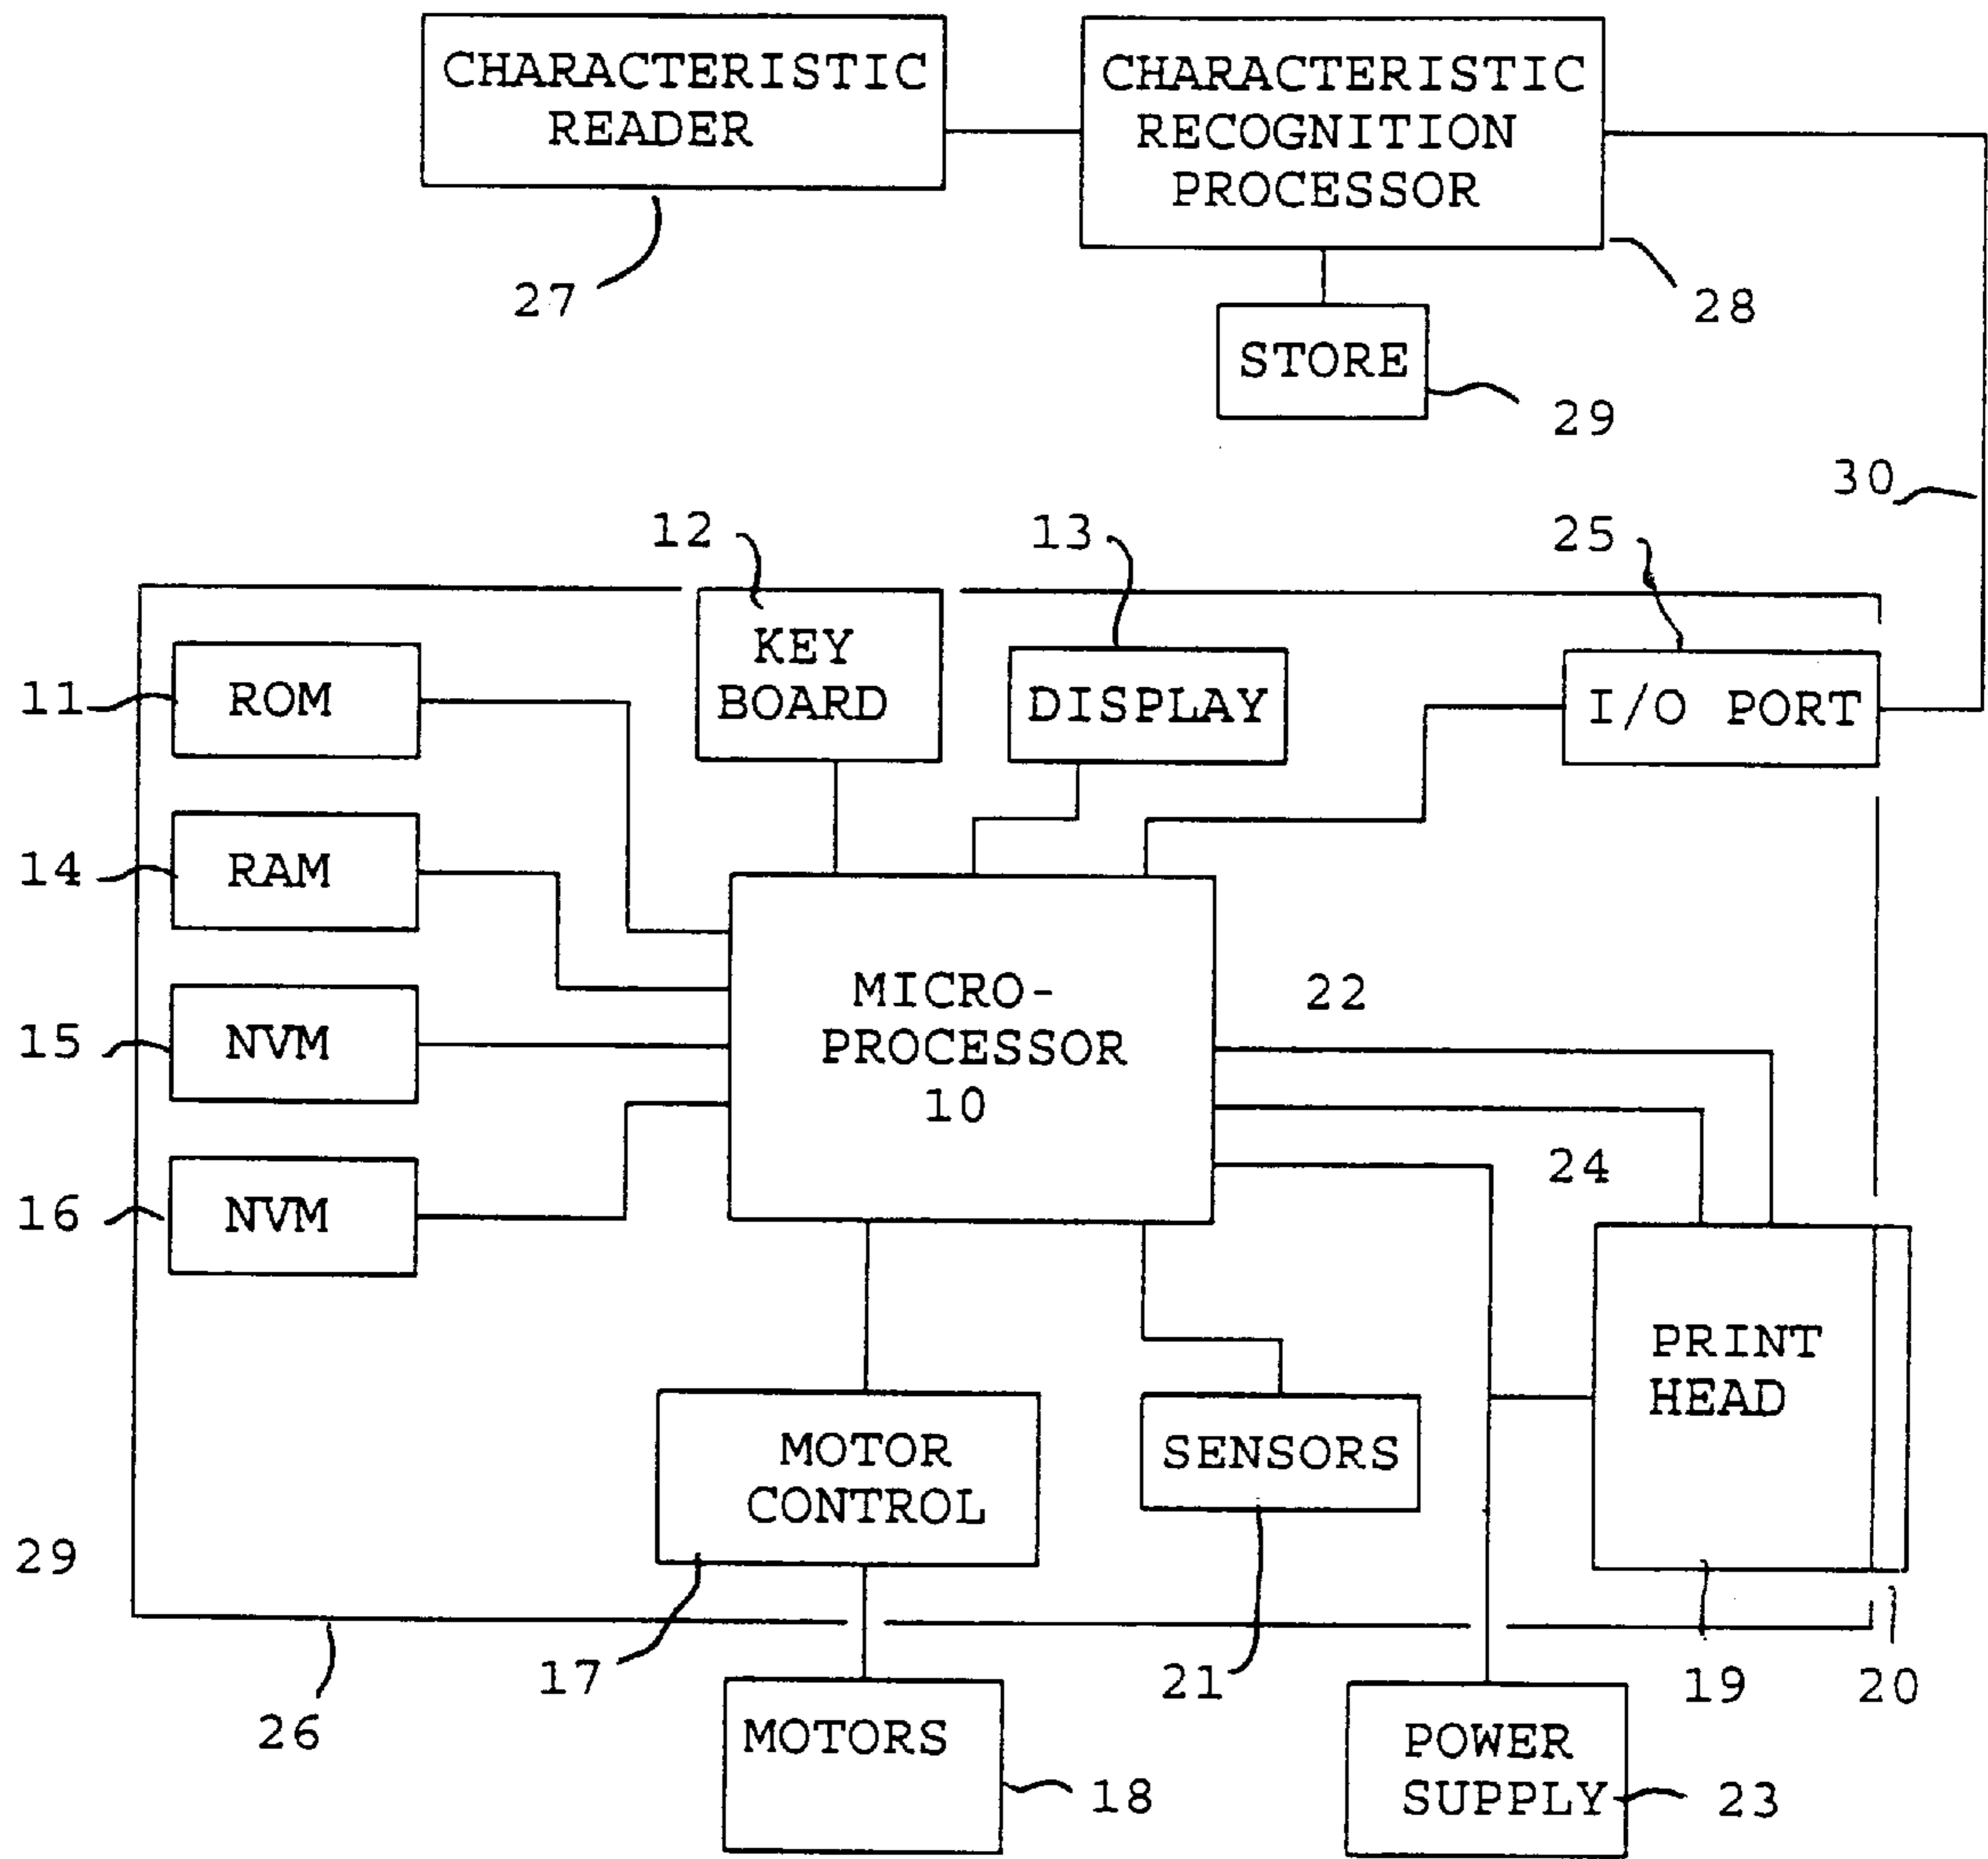 CHARACTERISTIC
READER
CHARACTERISTIC
RECOGNITION
PROCESSOR
27
28
STORE
29
30
12
13
25
KEY
BOARD
11
ROM
DISPLAY
I/O PORT
14
RAM
MICRO-
PROCESSOR
10
22
15
NVM
24
16
NVM
PRINT
HEAD
MOTOR
CONTROL
SENSORS
29
17
21
19
20
26
MOTORS
18
POWER
SUPPLY
23